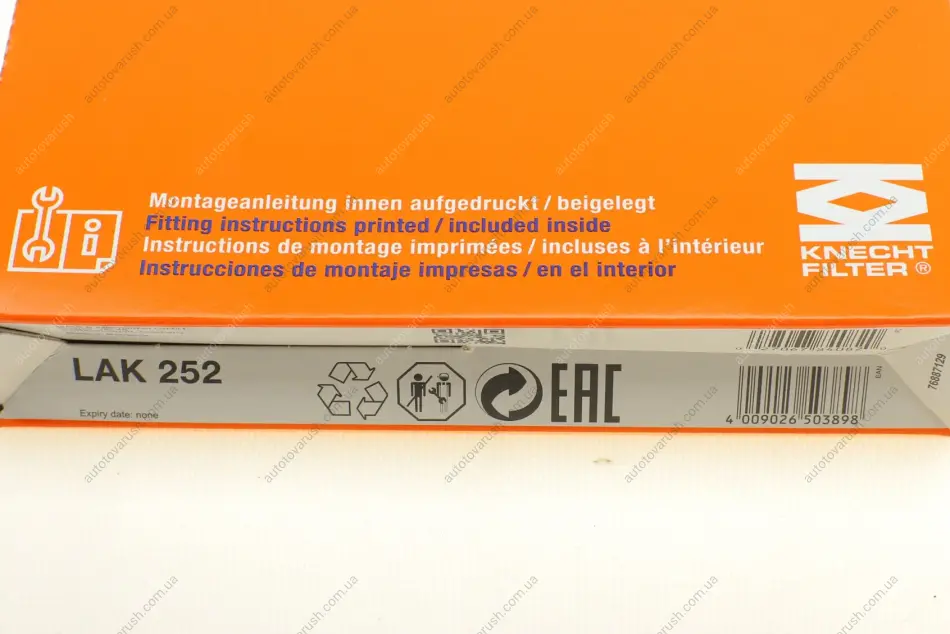 Montageanleitung innen aufgedruckt / beigelegt
Fitting instructions printed / included inside
Instructions de montage imprimées / incluses à l'intérieur
Instrucciones de montaje impresas / en el interior
KNECHT
FILTER®
LAK 252
Expiry date: none
EAC
4 009026 503898
EAN
76887129
autotovarush.com.ua